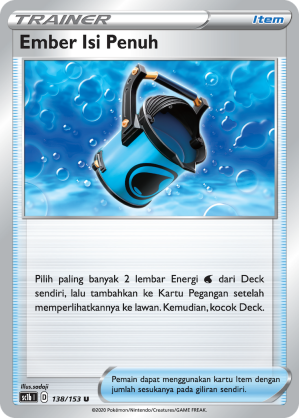 TRAINER Item
Ember Isi Penuh
Pilih paling banyak 2 lembar Energi dari Deck
sendiri, lalu tambahkan ke Kartu Pegangan setelah
memperlihatkannya ke lawan. Kemudian, kocok Deck.
Illus.sadaji
sc1b I D 138/153 U
Pemain dapat menggunakan kartu Item dengan
jumlah sesukanya pada giliran sendiri.
©2020 Pokémon/Nintendo/Creatures/GAME FREAK.